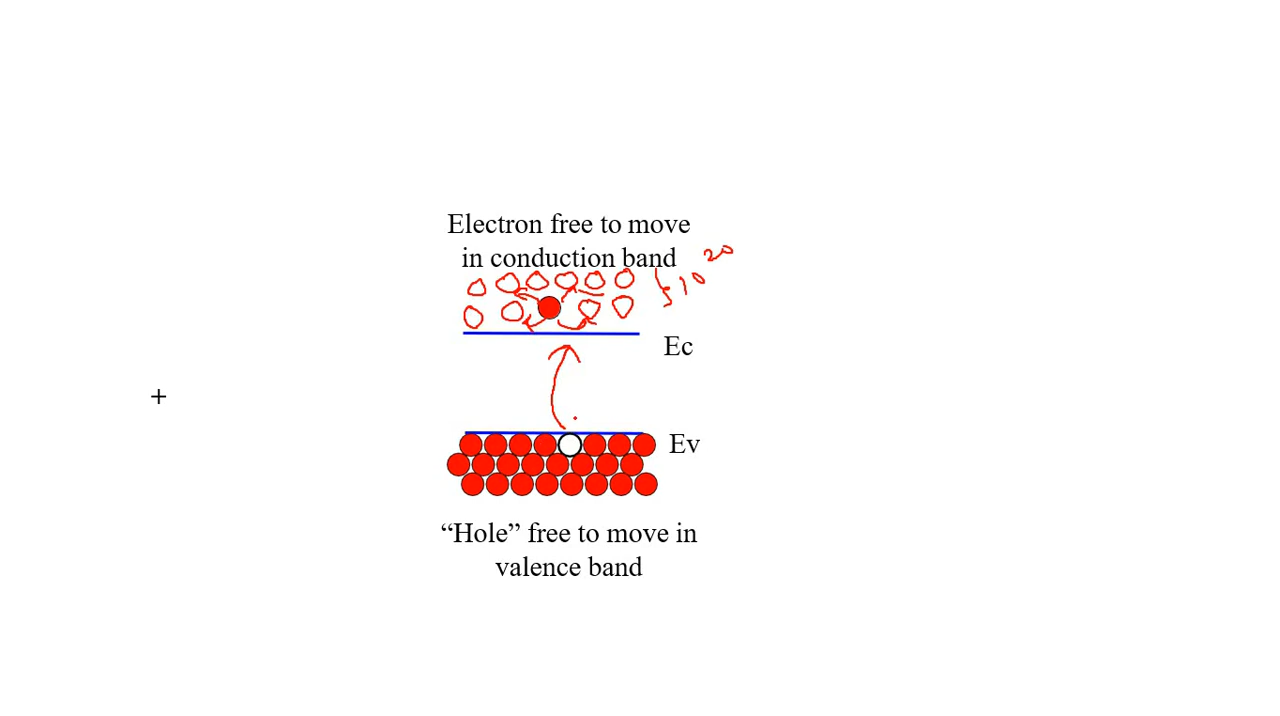 Electron free to move
in conduction band
} 10^20
Ec
+
Ev
“Hole” free to move in
valence band